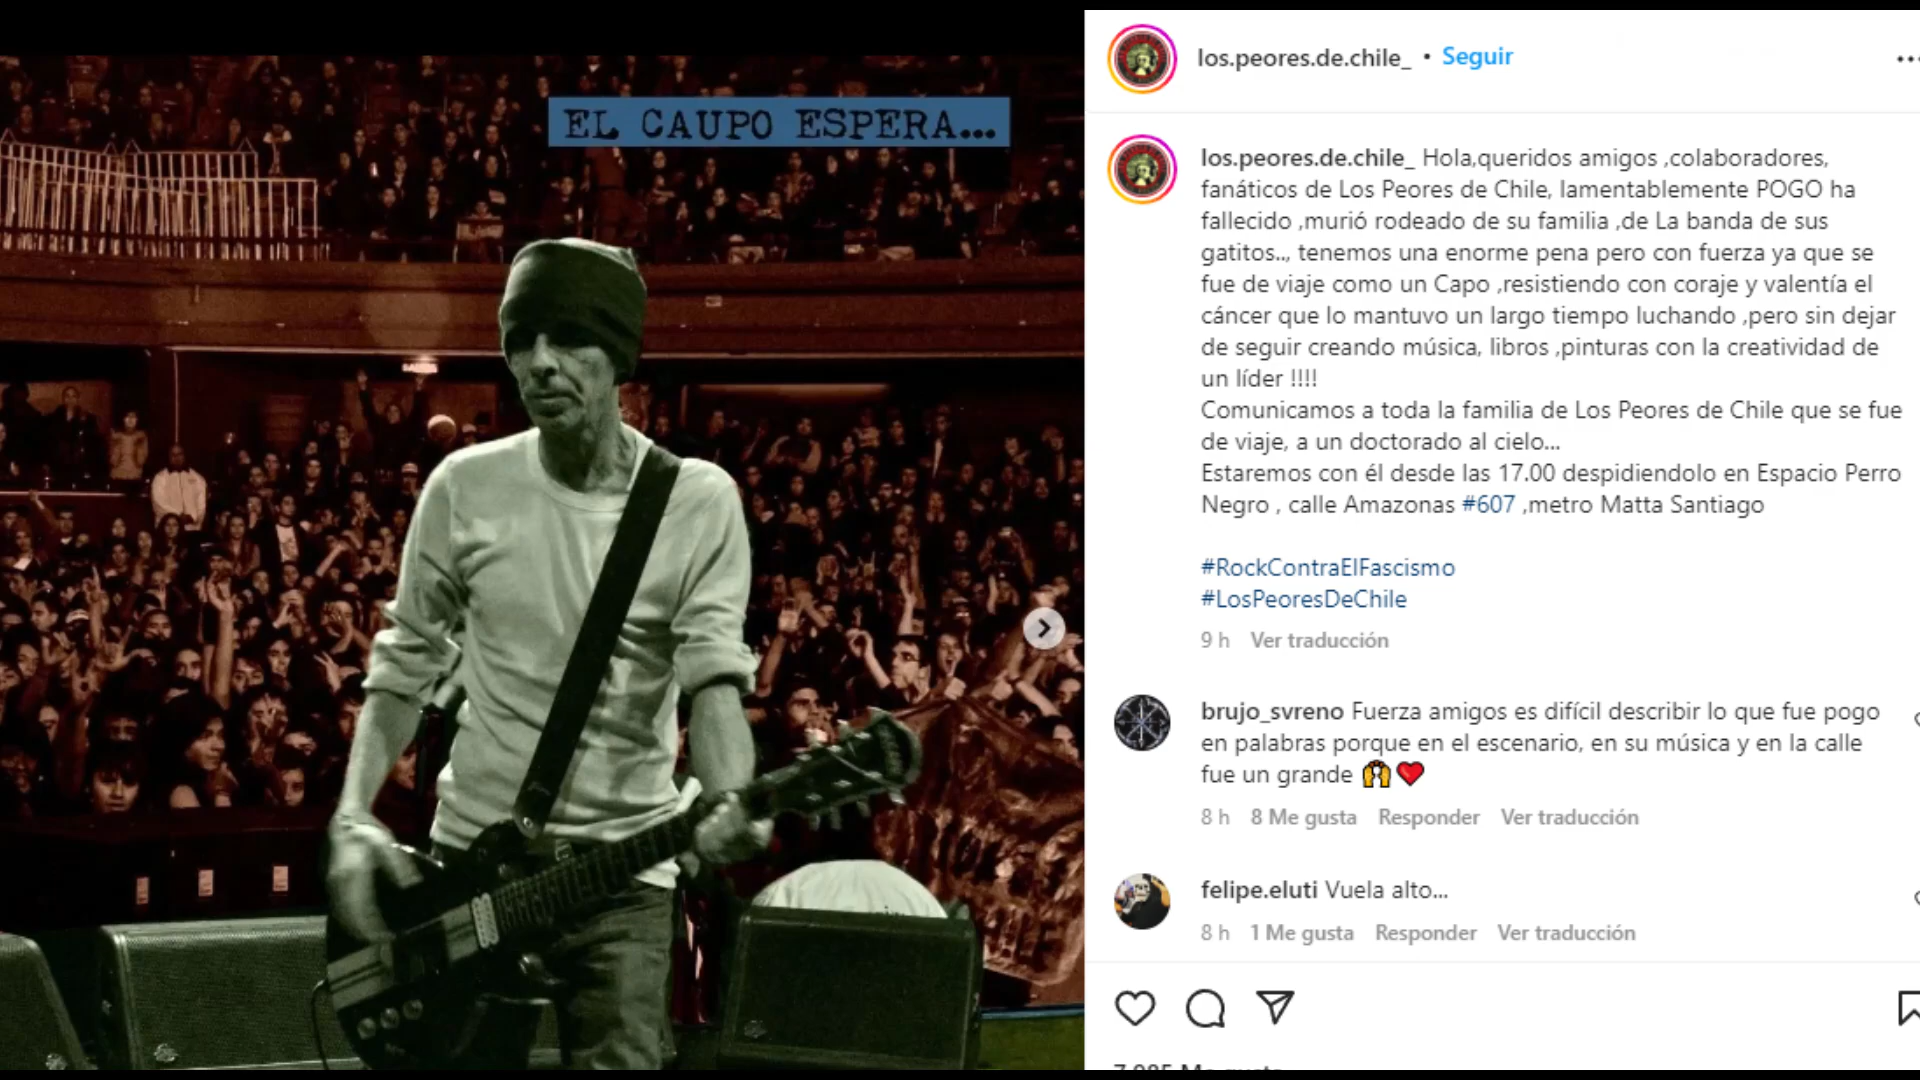 EL CAUPO ESPERA...
los.peores.de.chile_ • Seguir
los.peores.de.chile_ Hola,queridos amigos ,colaboradores,
fanáticos de Los Peores de Chile, lamentablemente POGO ha
fallecido ,murió rodeado de su familia ,de La banda de sus
gatitos.., tenemos una enorme pena pero con fuerza ya que se
fue de viaje como un Capo ,resistiendo con coraje y valentía el
cáncer que lo mantuvo un largo tiempo luchando ,pero sin dejar
de seguir creando música, libros ,pinturas con la creatividad de
un líder !!!!
Comunicamos a toda la familia de Los Peores de Chile que se fue
de viaje, a un doctorado al cielo...
Estaremos con él desde las 17.00 despidiendolo en Espacio Perro
Negro , calle Amazonas #607 ,metro Matta Santiago
#RockContraElFascismo
#LosPeoresDeChile
9 h Ver traducción
brujo_svreno Fuerza amigos es difícil describir lo que fue pogo
en palabras porque en el escenario, en su música y en la calle
fue un grande 🙌❤️
8 h 8 Me gusta Responder Ver traducción
felipe.eluti Vuela alto...
8 h 1 Me gusta Responder Ver traducción